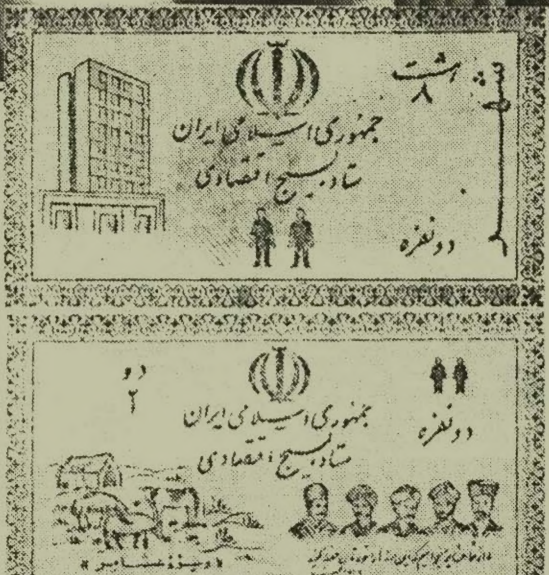 هشت
۸
جمهوری اسلامی ایران
ستاد بسیج اقتصادی
دو نفره
دو
۲
جمهوری اسلامی ایران
ستاد بسیج اقتصادی
دو نفره